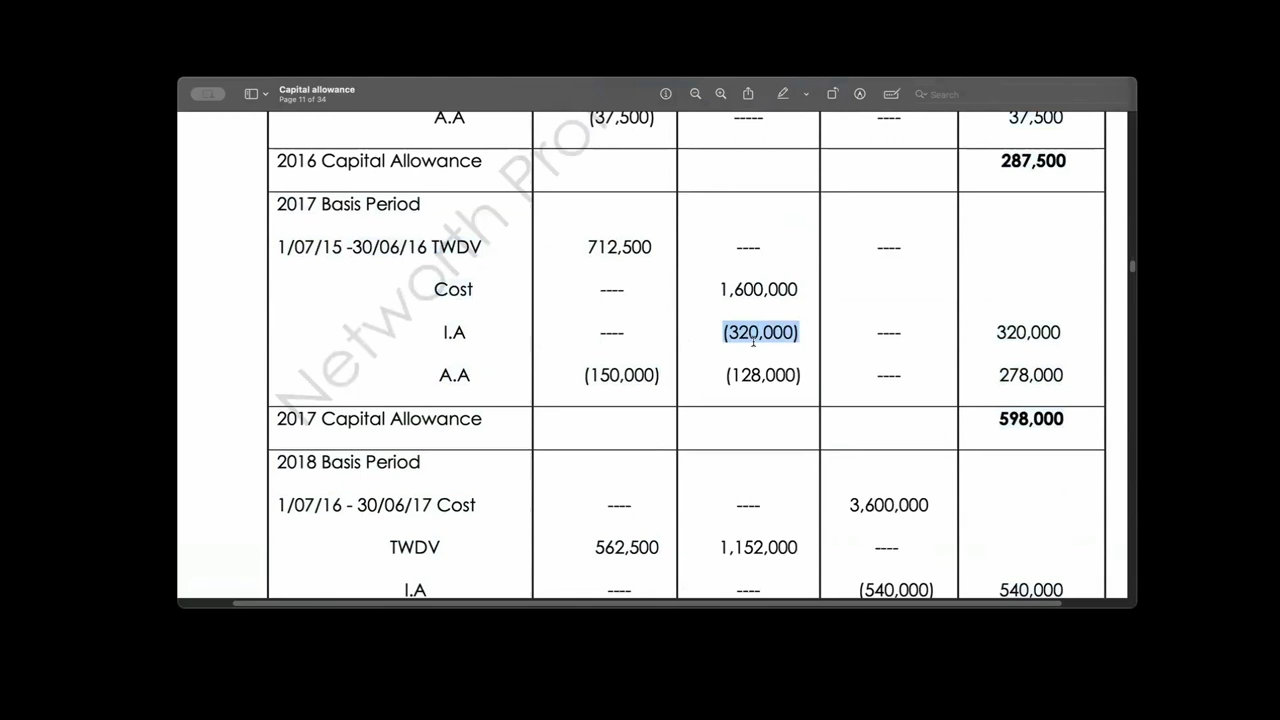 Capital allowance
Page 11 of 34
Search
A.A (37,500) ----- ---- 37,500
2016 Capital Allowance 287,500
2017 Basis Period
1/07/15 -30/06/16 TWDV 712,500 ---- ----
Cost ---- 1,600,000
I.A ---- (320,000) ---- 320,000
A.A (150,000) (128,000) ---- 278,000
2017 Capital Allowance 598,000
2018 Basis Period
1/07/16 - 30/06/17 Cost ---- ---- 3,600,000
TWDV 562,500 1,152,000 ----
I.A ---- ---- (540,000) 540,000
Networth Pro